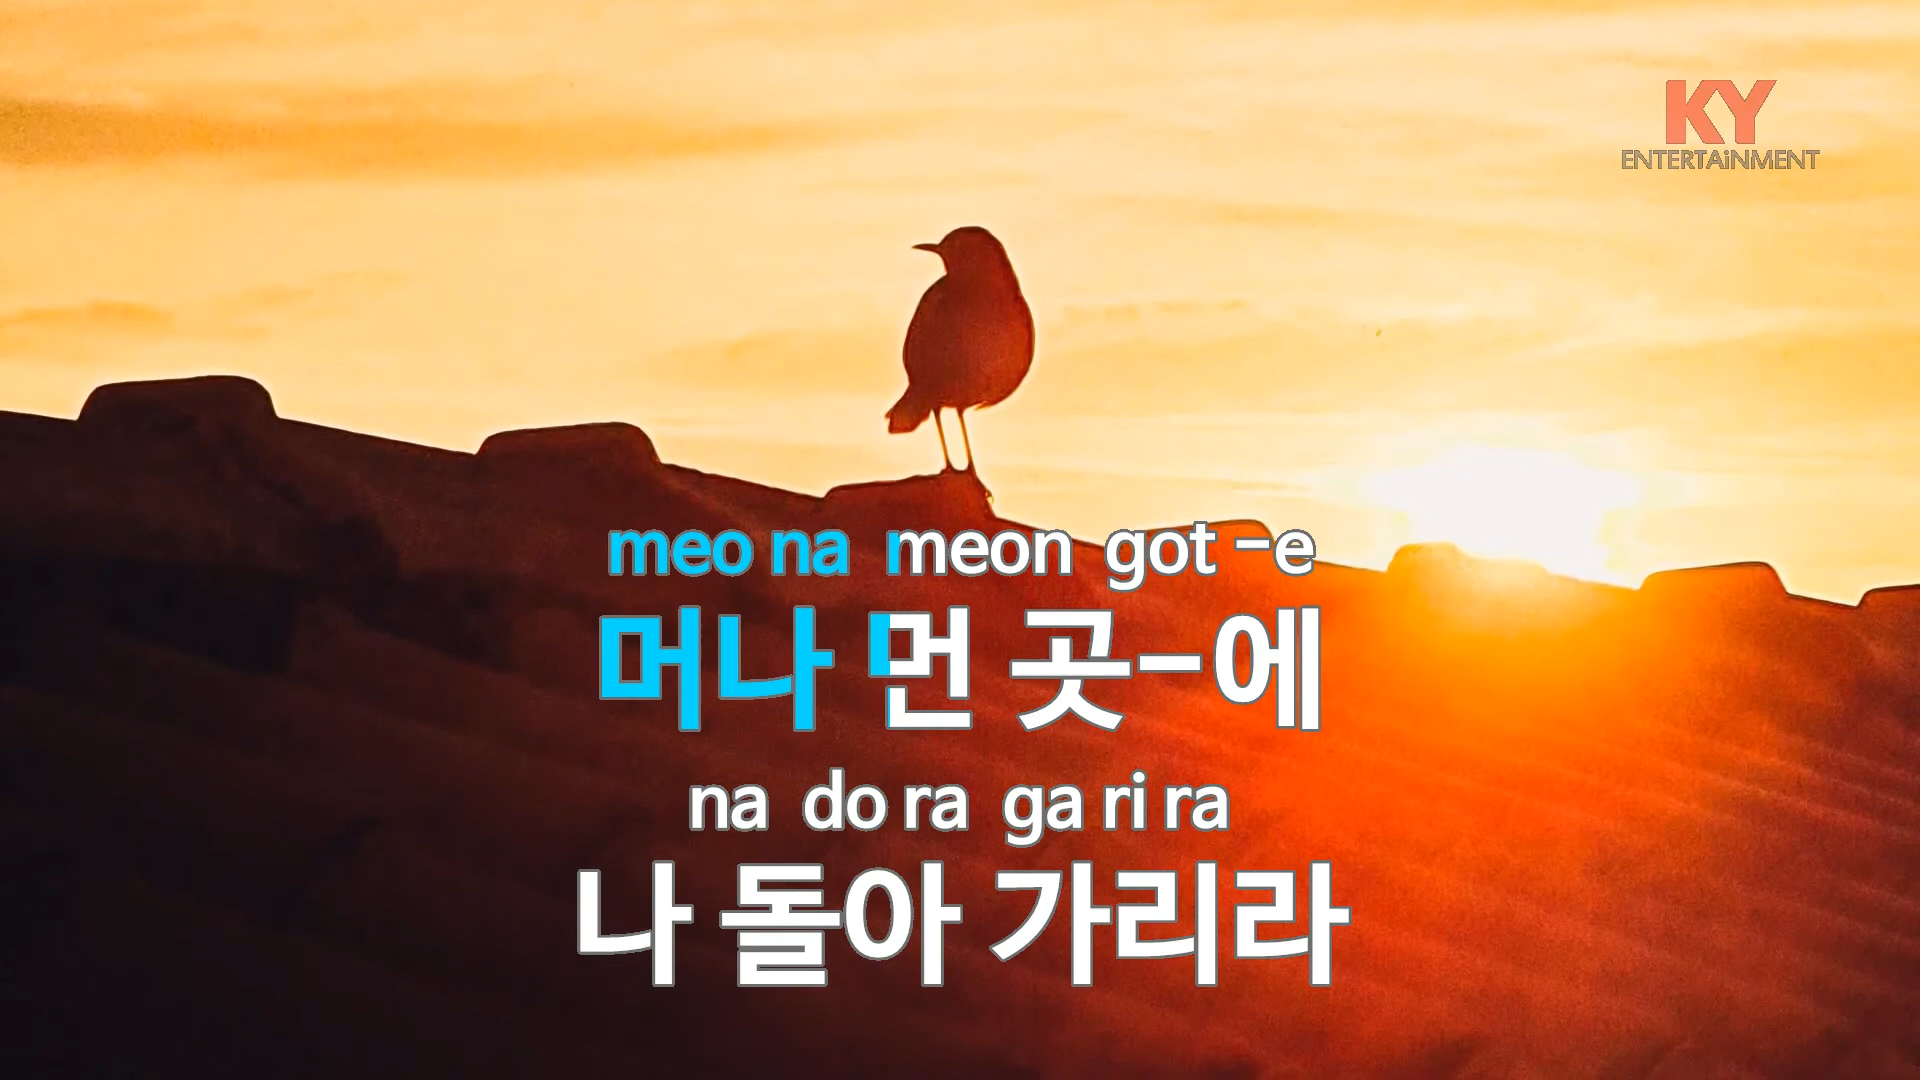 KY
ENTERTAiNMENT
meo na meon got -e
머나 먼 곳-에
na do ra ga ri ra
나 돌아 가리라